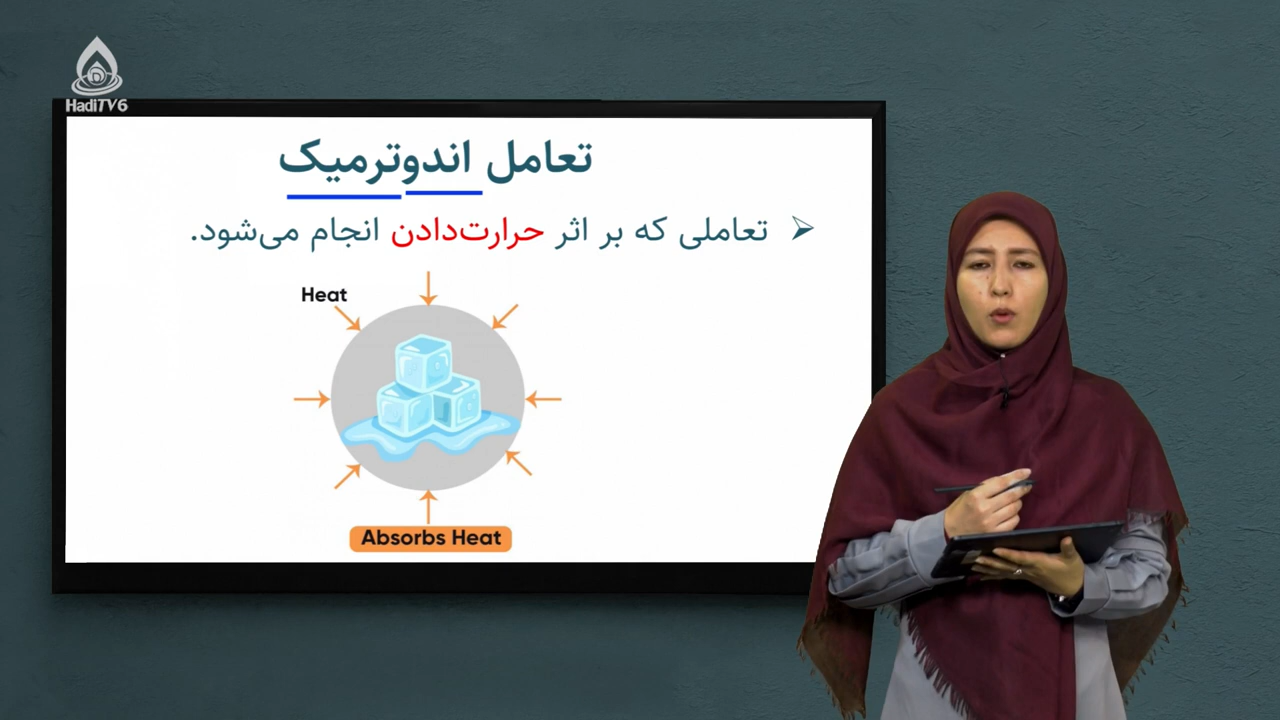 HadiTV6
تعامل اندوترمیک
تعاملی که بر اثر حرارت‌دادن انجام می‌شود.
Heat
Absorbs Heat